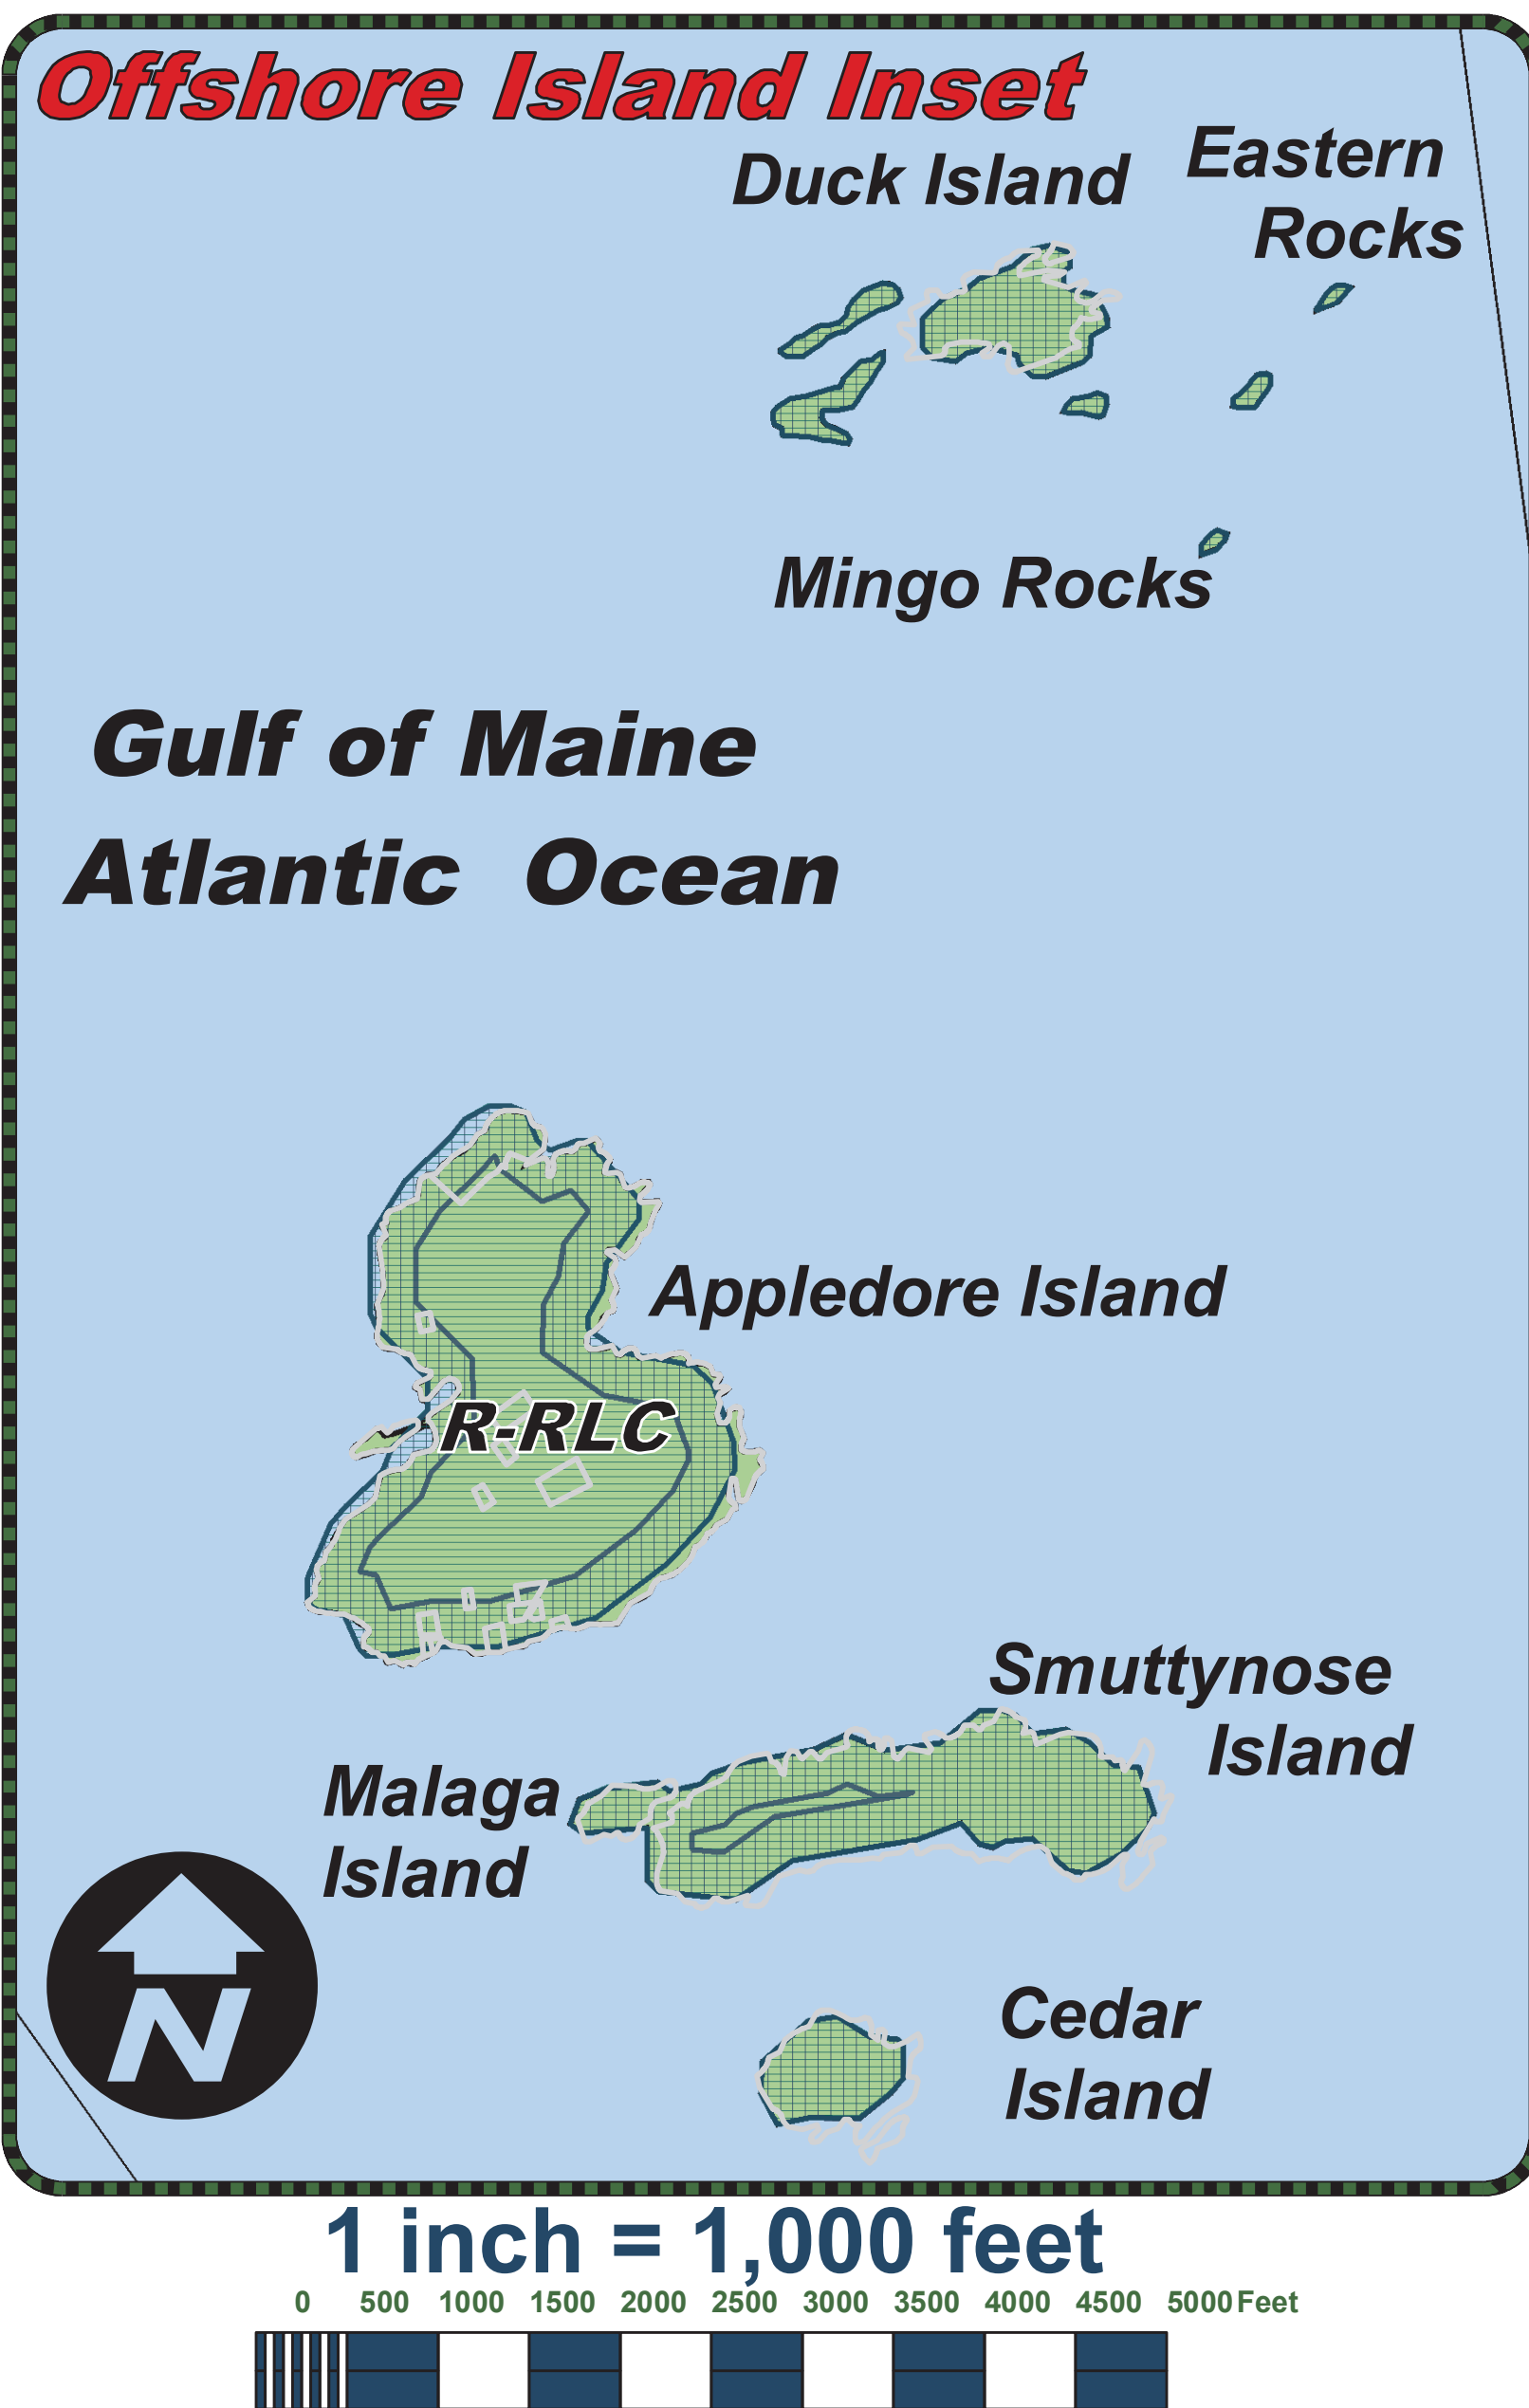 Offshore Island Inset
Duck Island
Eastern
Rocks
Mingo Rocks
Gulf of Maine
Atlantic Ocean
Appledore Island
R-RLC
Smuttynose
Island
Malaga
Island
N
Cedar
Island
1 inch = 1,000 feet
0 500 1000 1500 2000 2500 3000 3500 4000 4500 5000 Feet